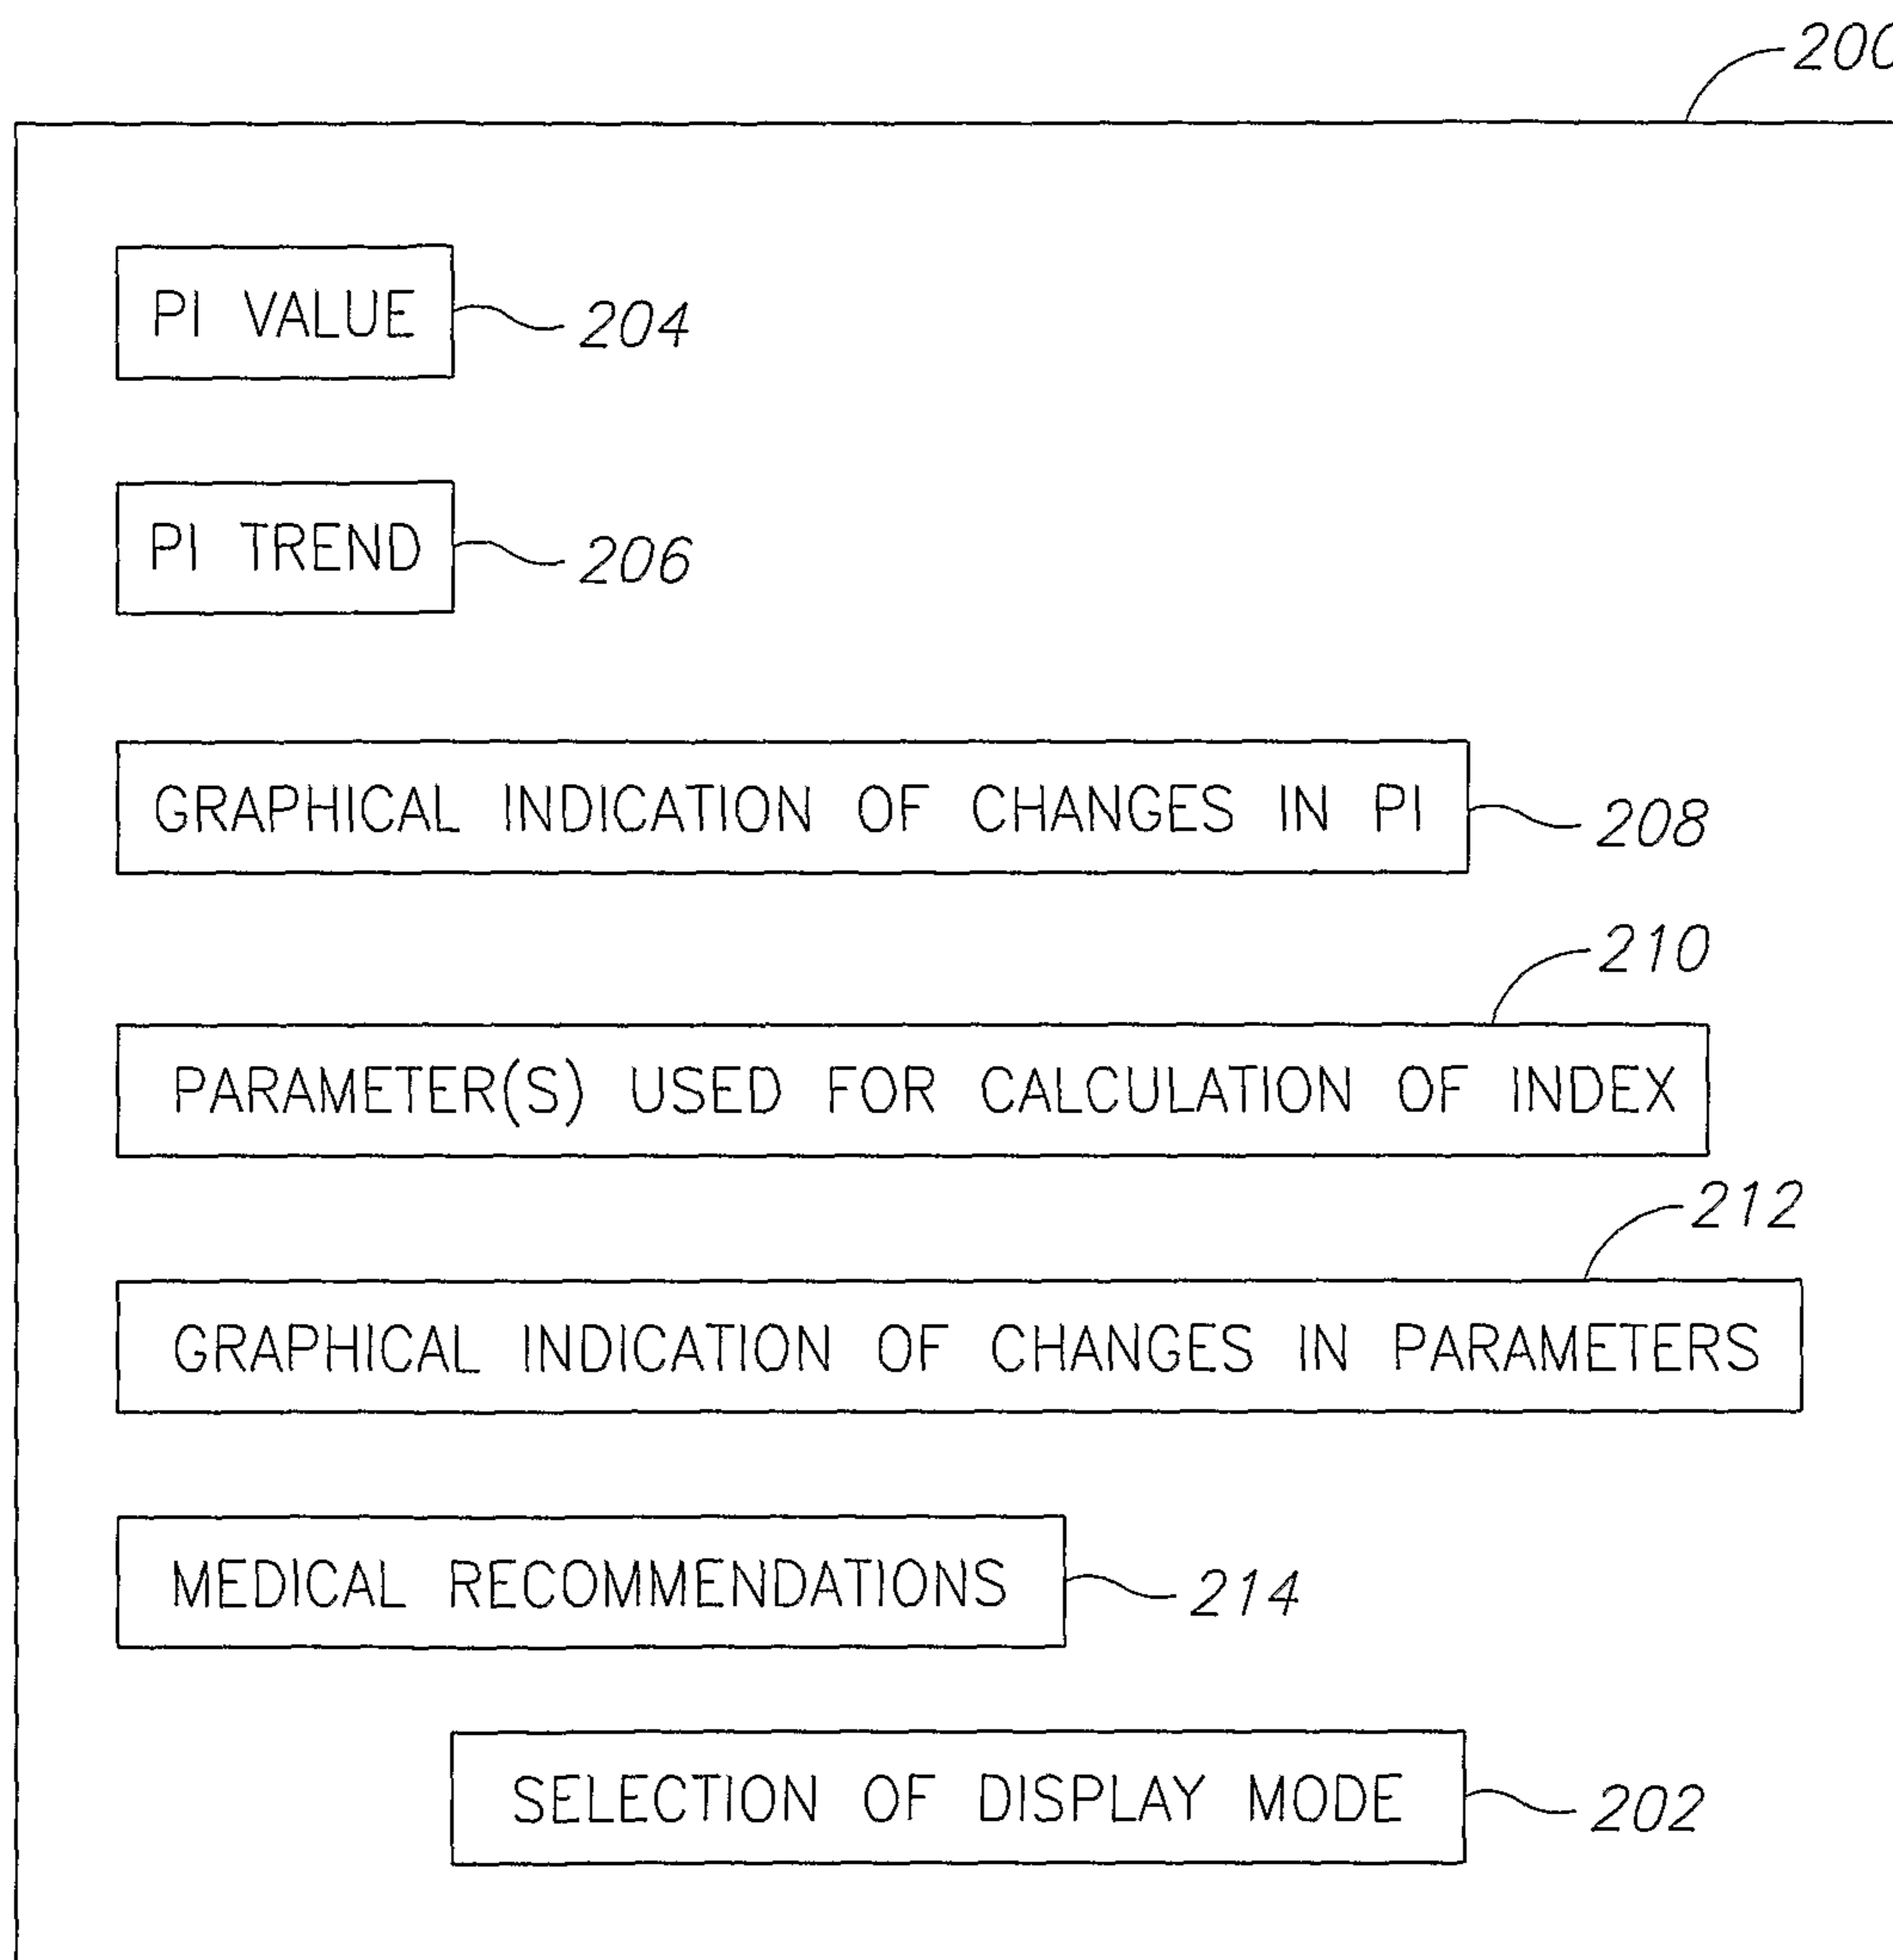 200
PI VALUE 204
PI TREND 206
GRAPHICAL INDICATION OF CHANGES IN PI 208
210
PARAMETER(S) USED FOR CALCULATION OF INDEX
212
GRAPHICAL INDICATION OF CHANGES IN PARAMETERS
MEDICAL RECOMMENDATIONS 214
SELECTION OF DISPLAY MODE 202